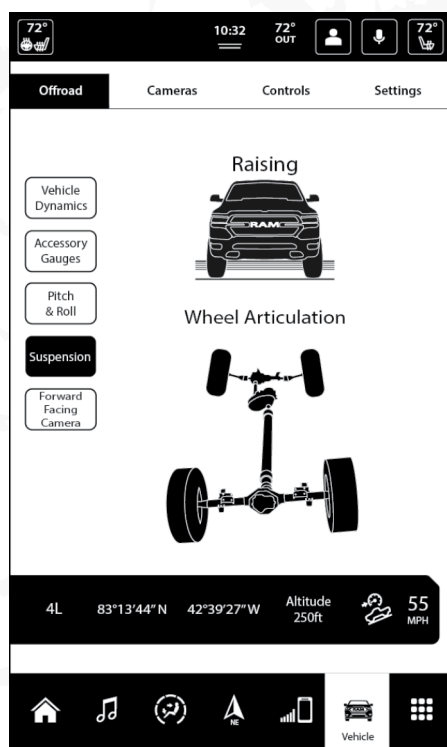 72°
10:32
72°
OUT
72°
Offroad
Cameras
Controls
Settings
Raising
Vehicle
Dynamics
RAM
Accessory
Gauges
Pitch
& Roll
Wheel Articulation
Suspension
Forward
Facing
Camera
4L
83°13'44"N
42°39'27"W
Altitude
250ft
55
MPH
NE
Vehicle